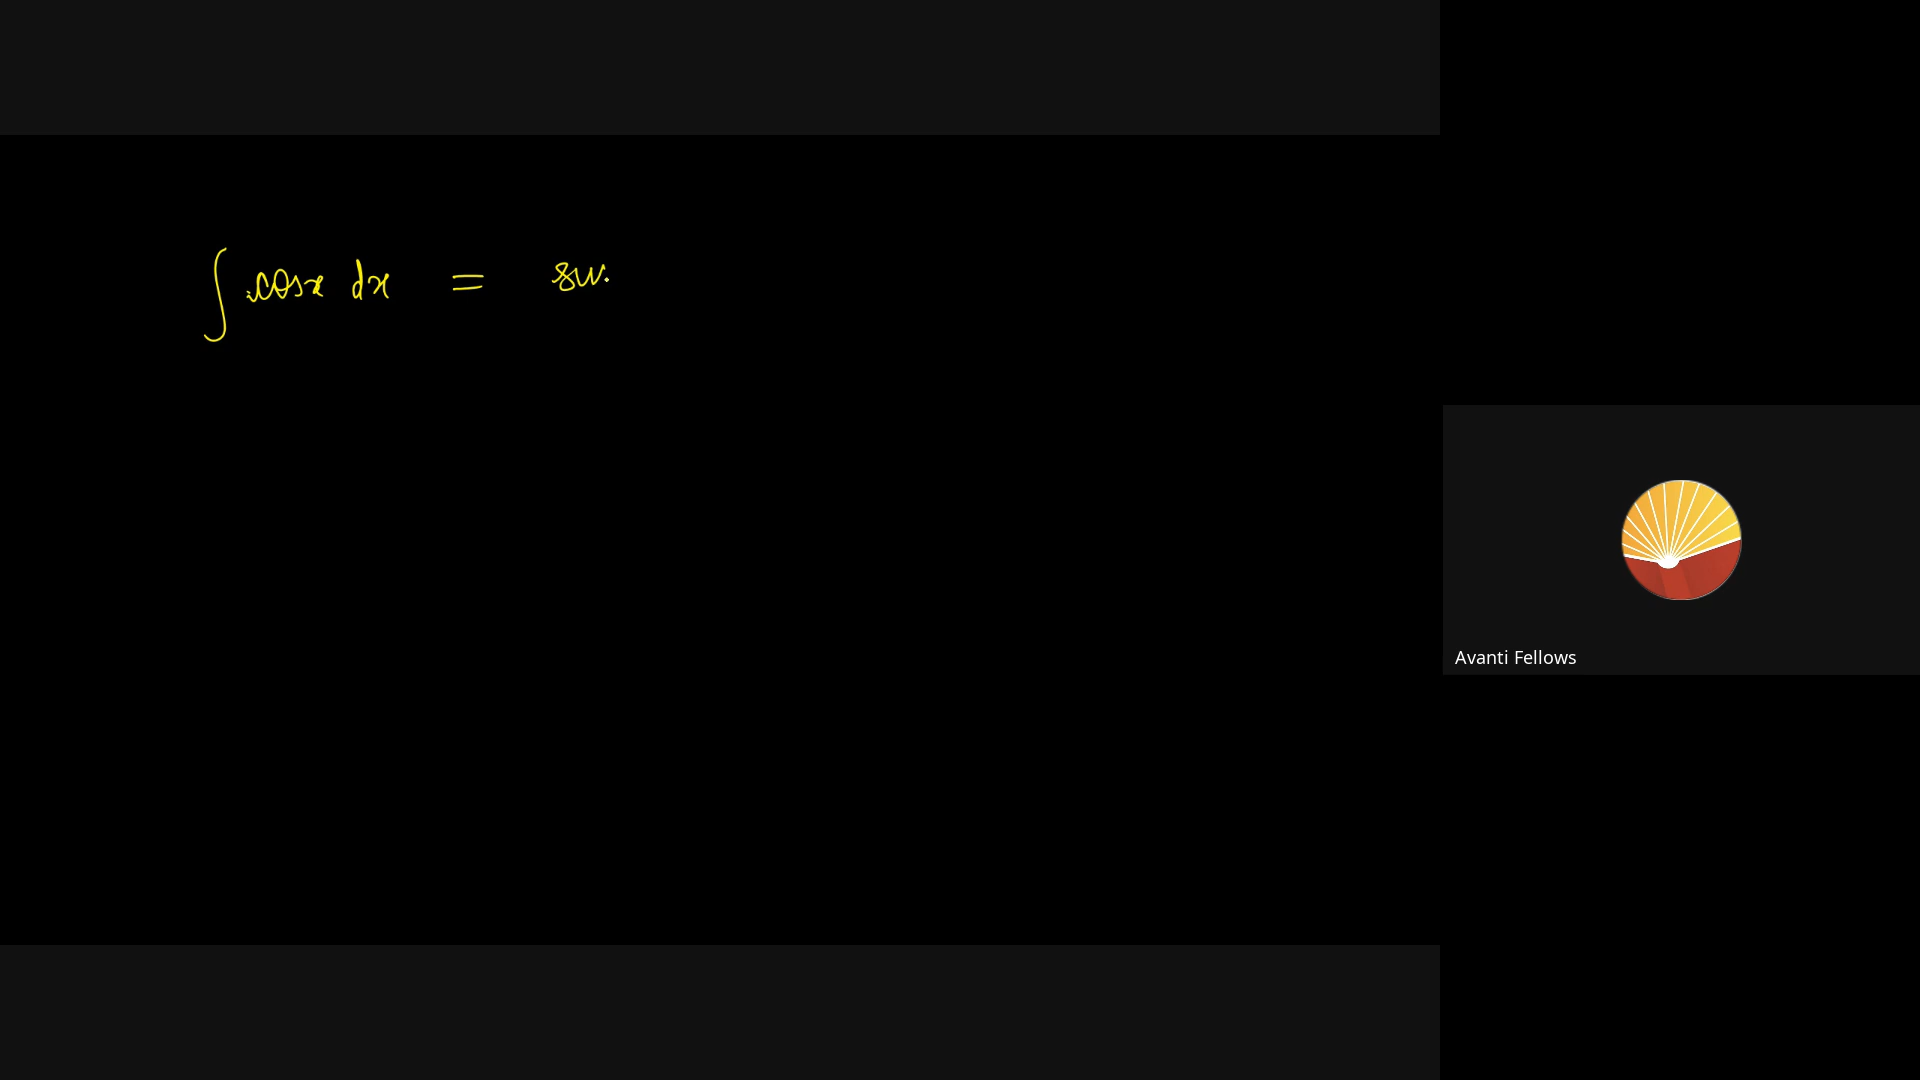 ∫ cosx dx = sin
Avanti Fellows